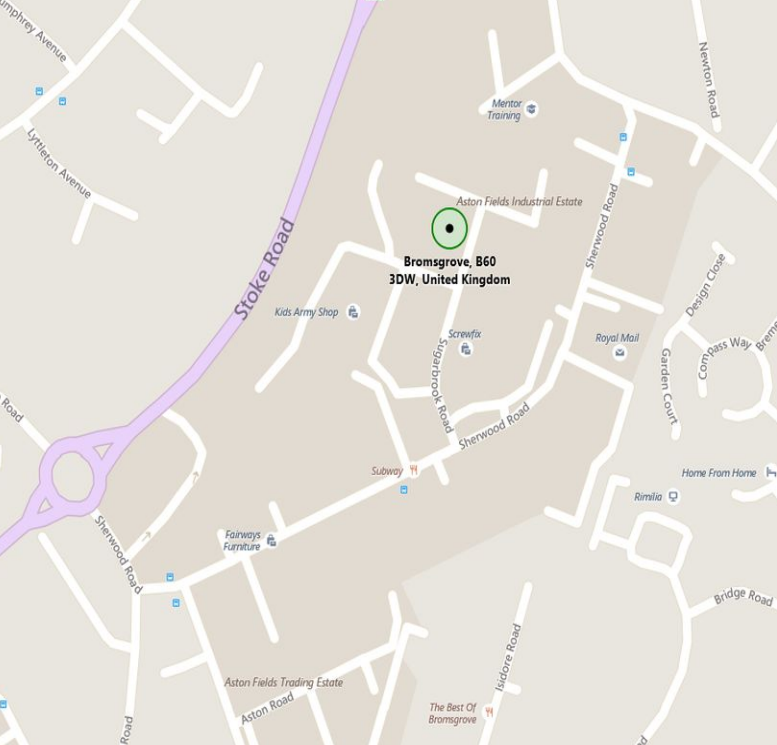 umphrey Avenue
Newton Road
Mentor
Training
Lyttleton Avenue
Aston Fields Industrial Estate
Sherwood Road
Stoke Road
Bromsgrove, B60
3DW, United Kingdom
Design Close
Kids Army Shop
Screwfix
Royal Mail
Compass Way
Breme
Garden Court
Sugarbrook Road
Road
Sherwood Road
Subway
Home From Home
Rimilia
Sherwood Road
Fairways
Furniture
Bridge Road
Isidore Road
Aston Fields Trading Estate
Aston Road
The Best Of
Bromsgrove
Road